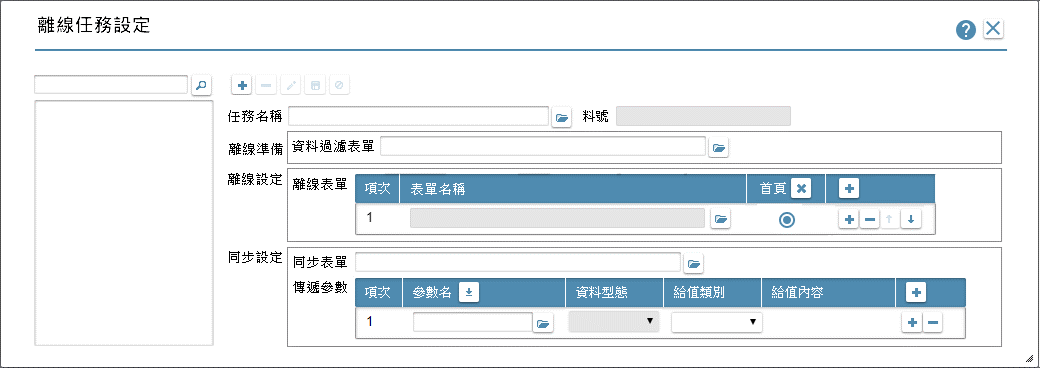 離線任務設定
任務名稱 料號
離線準備 資料過濾表單
離線設定 離線表單 項次 表單名稱 首頁
1
同步設定 同步表單
傳遞參數 項次 參數名 資料型態 給值類別 給值內容
1